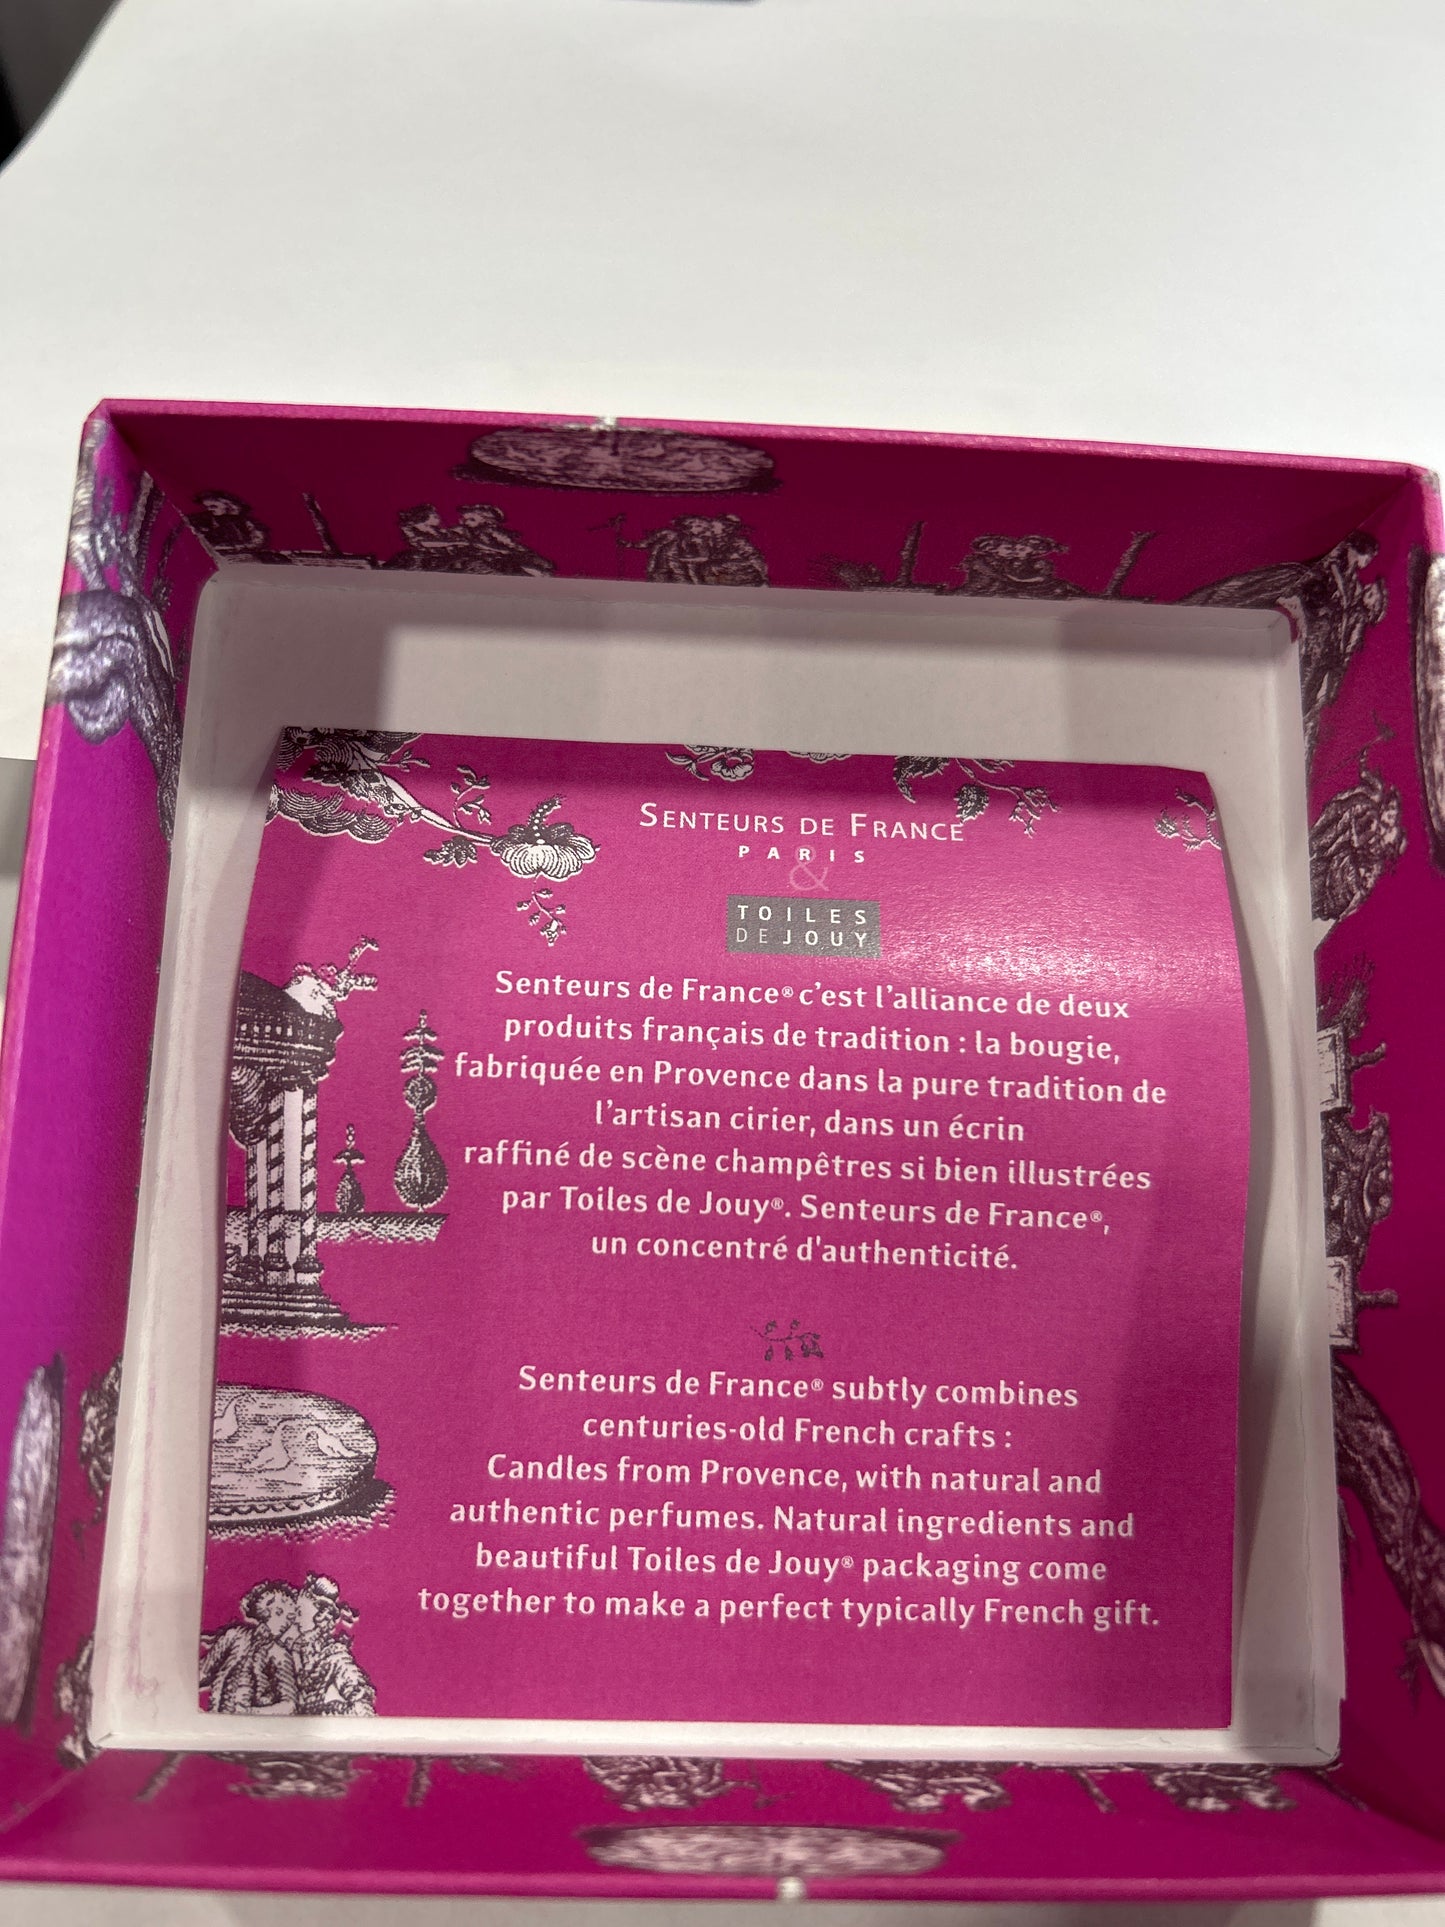 SENTEURS DE FRANCE
PARIS
&
TOILES
DE JOUY
Senteurs de France® c’est l’alliance de deux
produits français de tradition : la bougie,
fabriquée en Provence dans la pure tradition de
l’artisan cirier, dans un écrin
raffiné de scène champêtres si bien illustrées
par Toiles de Jouy®. Senteurs de France®,
un concentré d'authenticité.
Senteurs de France® subtly combines
centuries-old French crafts :
Candles from Provence, with natural and
authentic perfumes. Natural ingredients and
beautiful Toiles de Jouy® packaging come
together to make a perfect typically French gift.